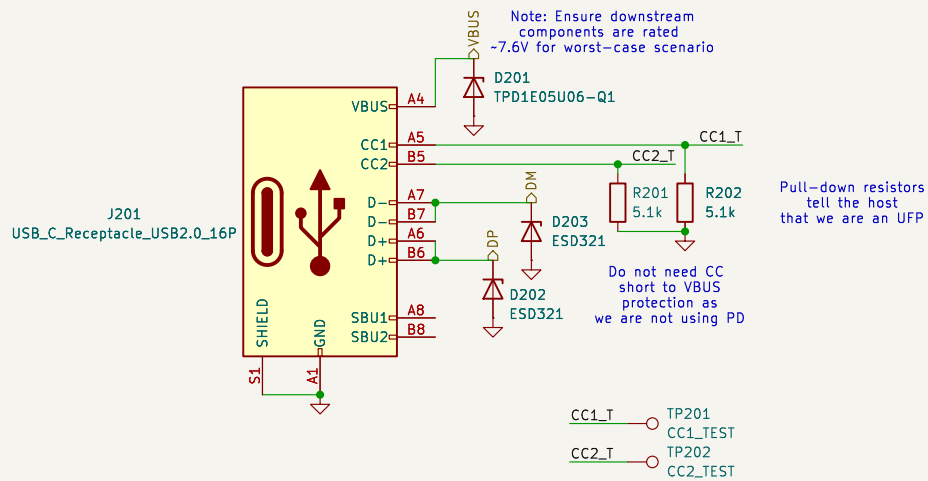 VBUS
Note: Ensure downstream
components are rated
~7.6V for worst-case scenario
D201
TPD1E05U06-Q1
VBUS
A4
CC1
A5
CC1_T
CC2
B5
CC2_T
D-
A7
DM
D-
B7
D+
A6
D+
B6
DP
R201
5.1k
R202
5.1k
Pull-down resistors
tell the host
that we are an UFP
J201
USB_C_Receptacle_USB2.0_16P
D203
ESD321
D202
ESD321
Do not need CC
short to VBUS
protection as
we are not using PD
SBU1
A8
SBU2
B8
SHIELD
GND
S1
A1
CC1_T
TP201
CC1_TEST
CC2_T
TP202
CC2_TEST